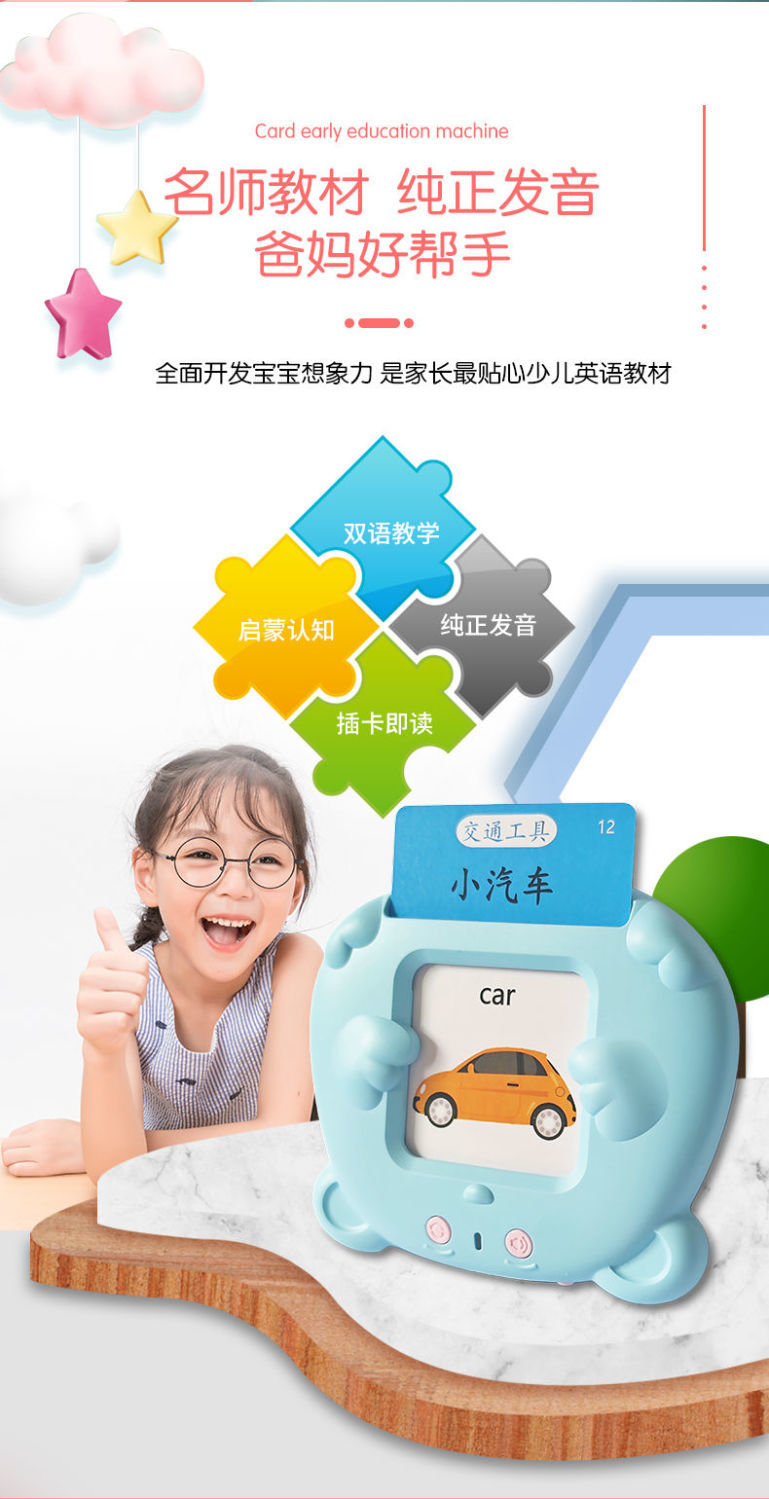 Card early education machine
名师教材 纯正发音
爸妈好帮手
全面开发宝宝想象力 是家长最贴心少儿英语教材
双语教学
启蒙认知
纯正发音
插卡即读
交通工具
12
小汽车
car